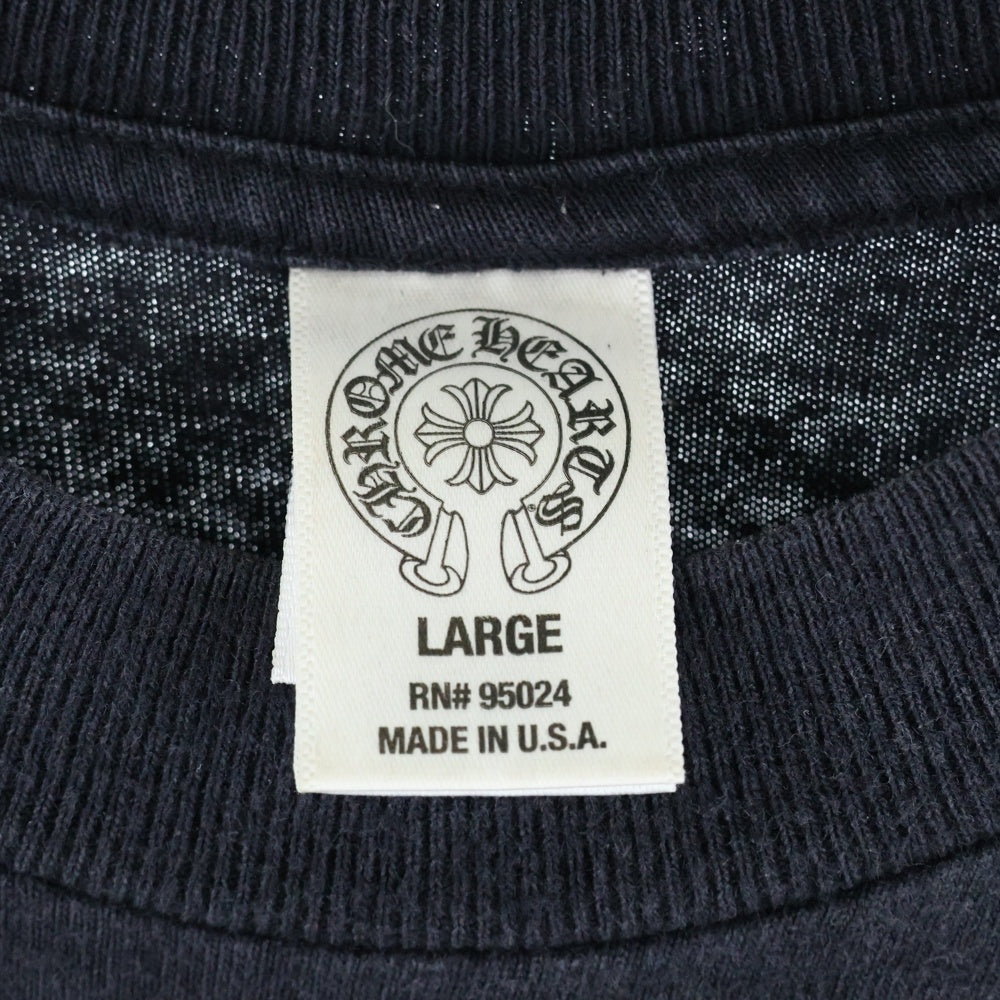 CHROME HEARTS
®
LARGE
RN# 95024
MADE IN U.S.A.